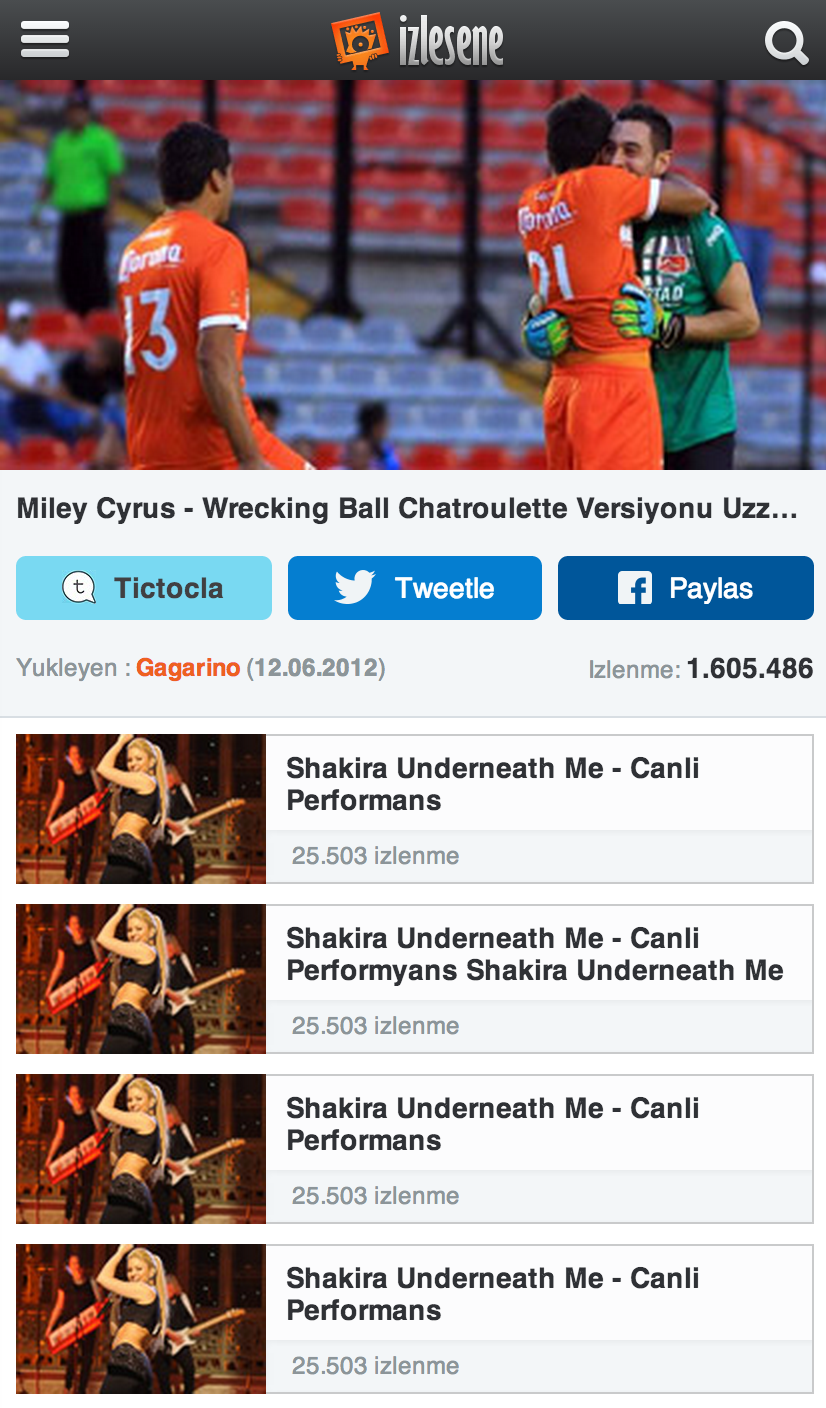 izlesene
Corona
13
Corona
Miley Cyrus - Wrecking Ball Chatroulette Versiyonu Uzz...
t Tictocla
Tweetle
f Paylas
Yukleyen : Gagarino (12.06.2012)
Izlenme: 1.605.486
Shakira Underneath Me - Canli
Performans
25.503 izlenme
Shakira Underneath Me - Canli
Performyans Shakira Underneath Me
25.503 izlenme
Shakira Underneath Me - Canli
Performans
25.503 izlenme
Shakira Underneath Me - Canli
Performans
25.503 izlenme